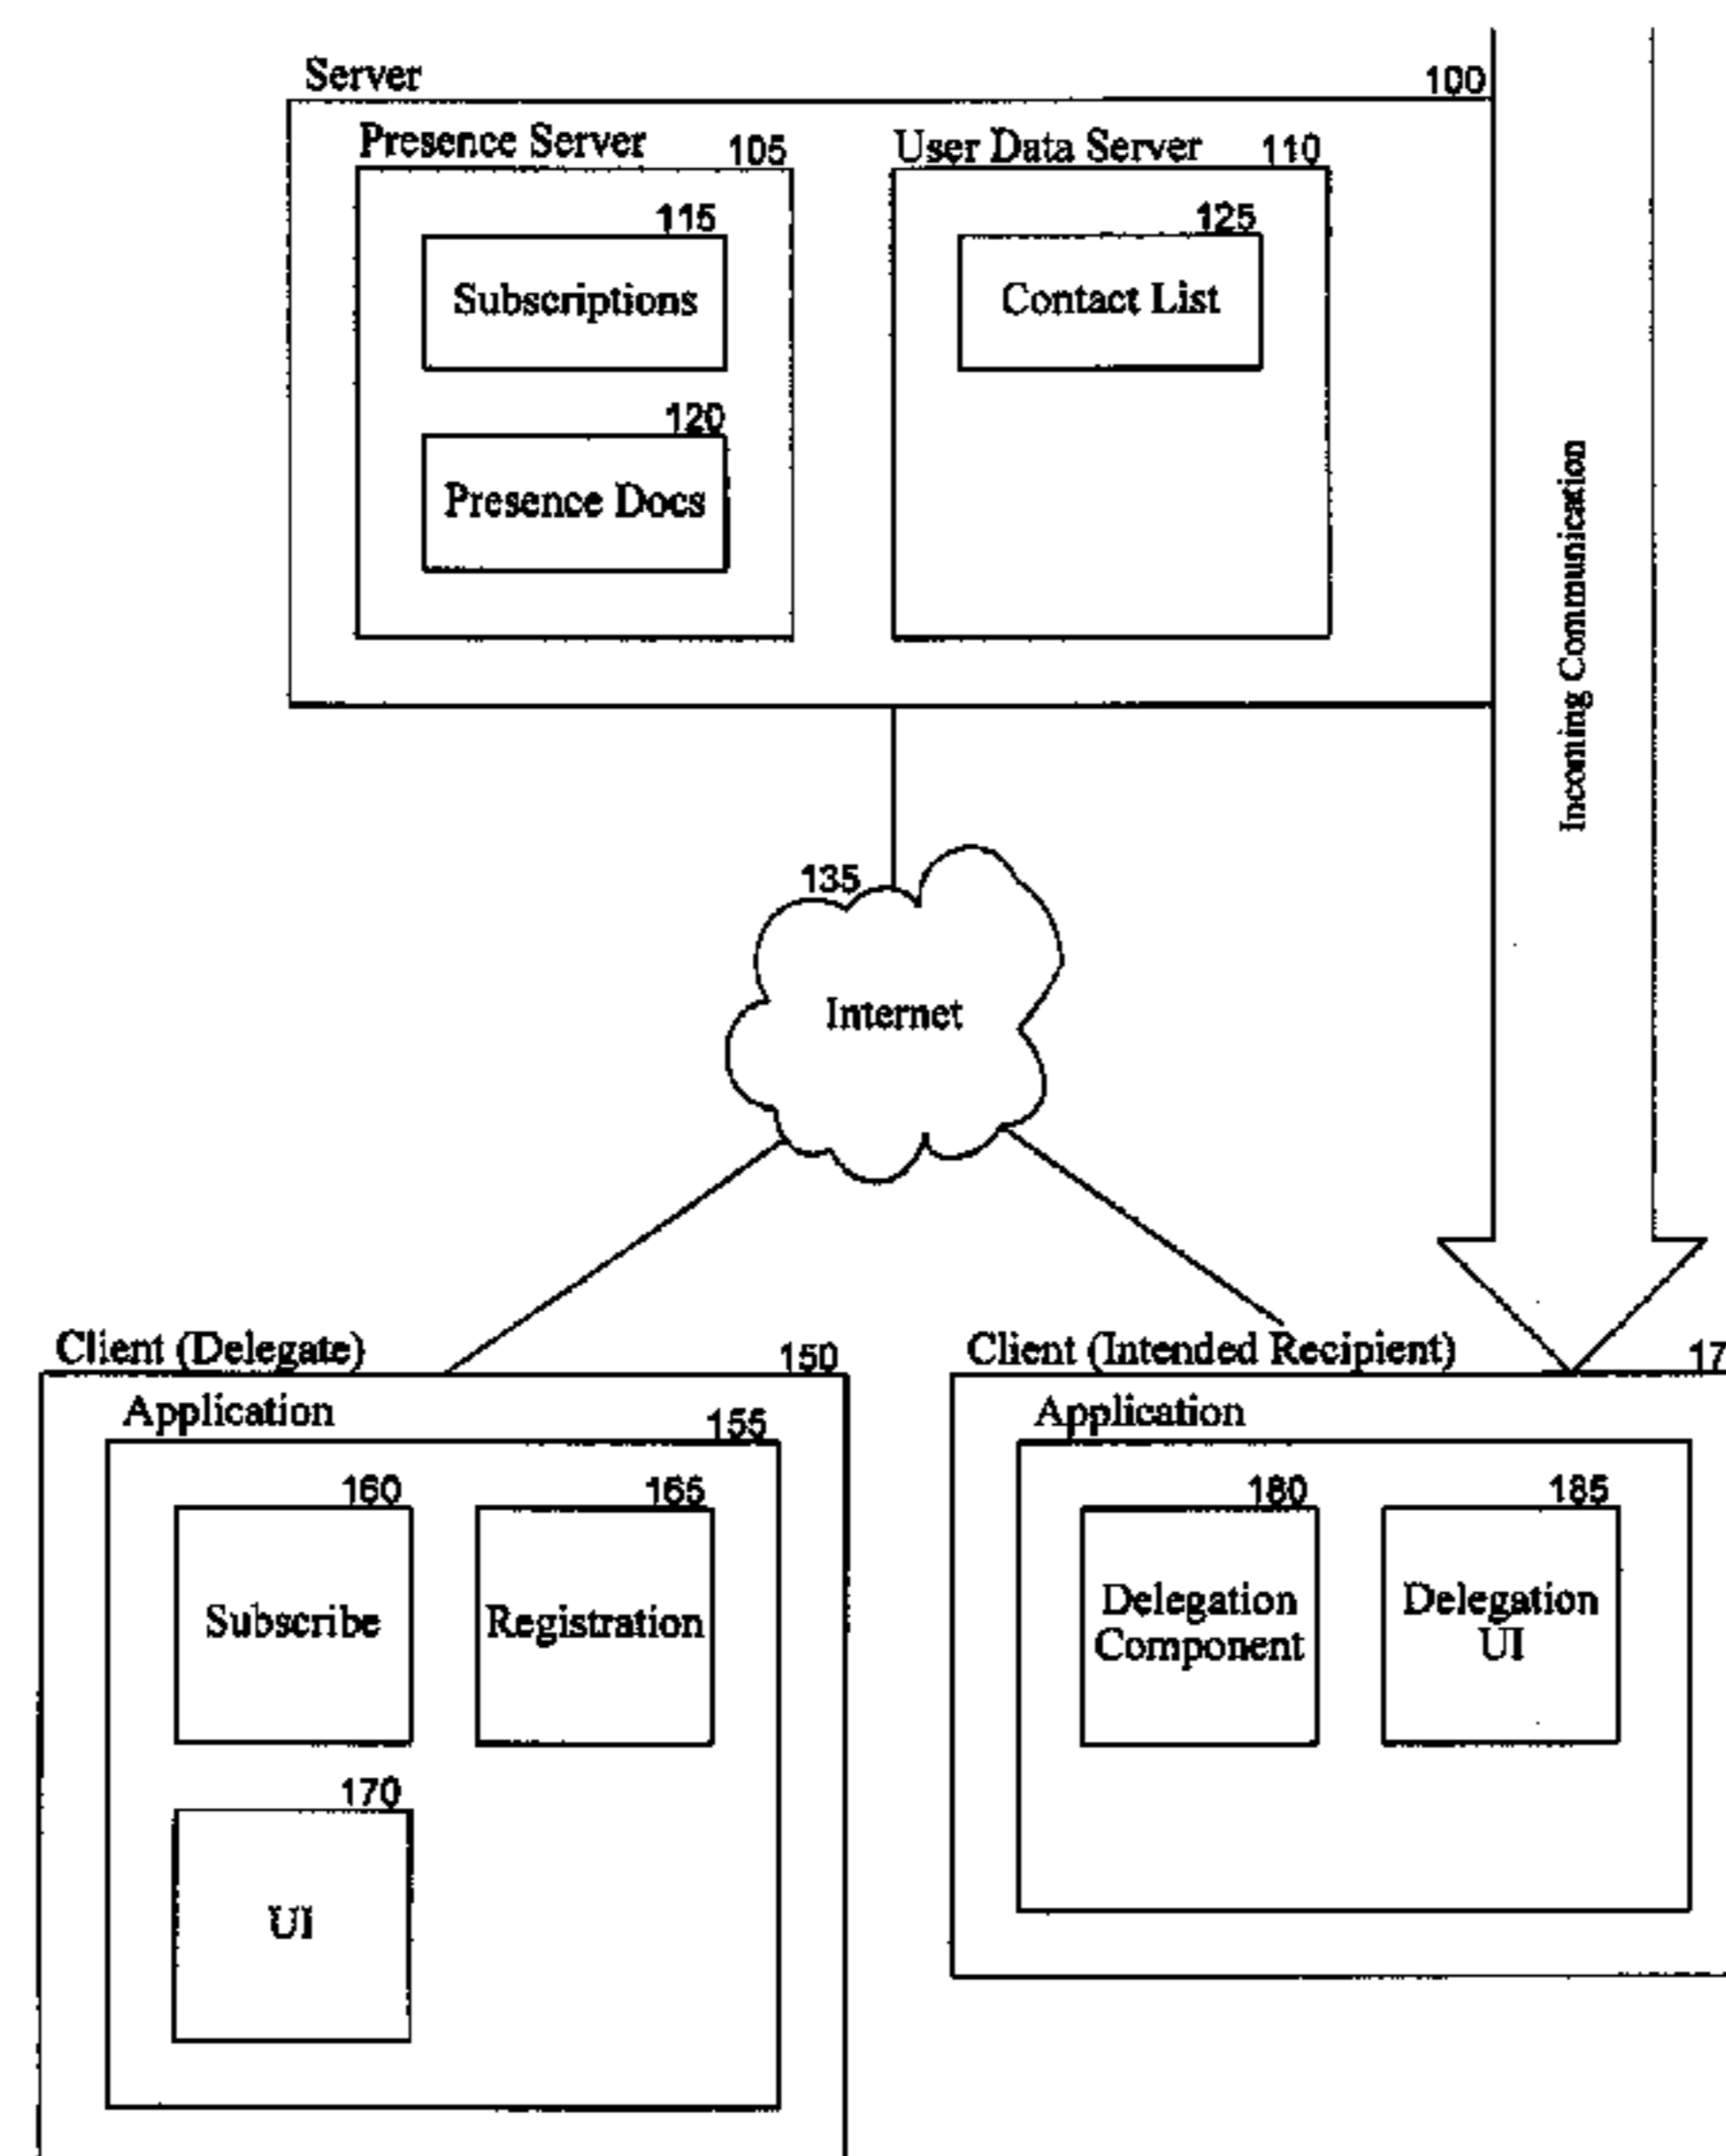 Server 100
Presence Server 105
User Data Server 110
115
Subscriptions
125
Contact List
120
Presence Docs
Incoming Communication
135
Internet
Client (Delegate) 150
Application 155
160
Subscribe
165
Registration
170
UI
Client (Intended Recipient) 17
Application
180
Delegation
Component
185
Delegation
UI